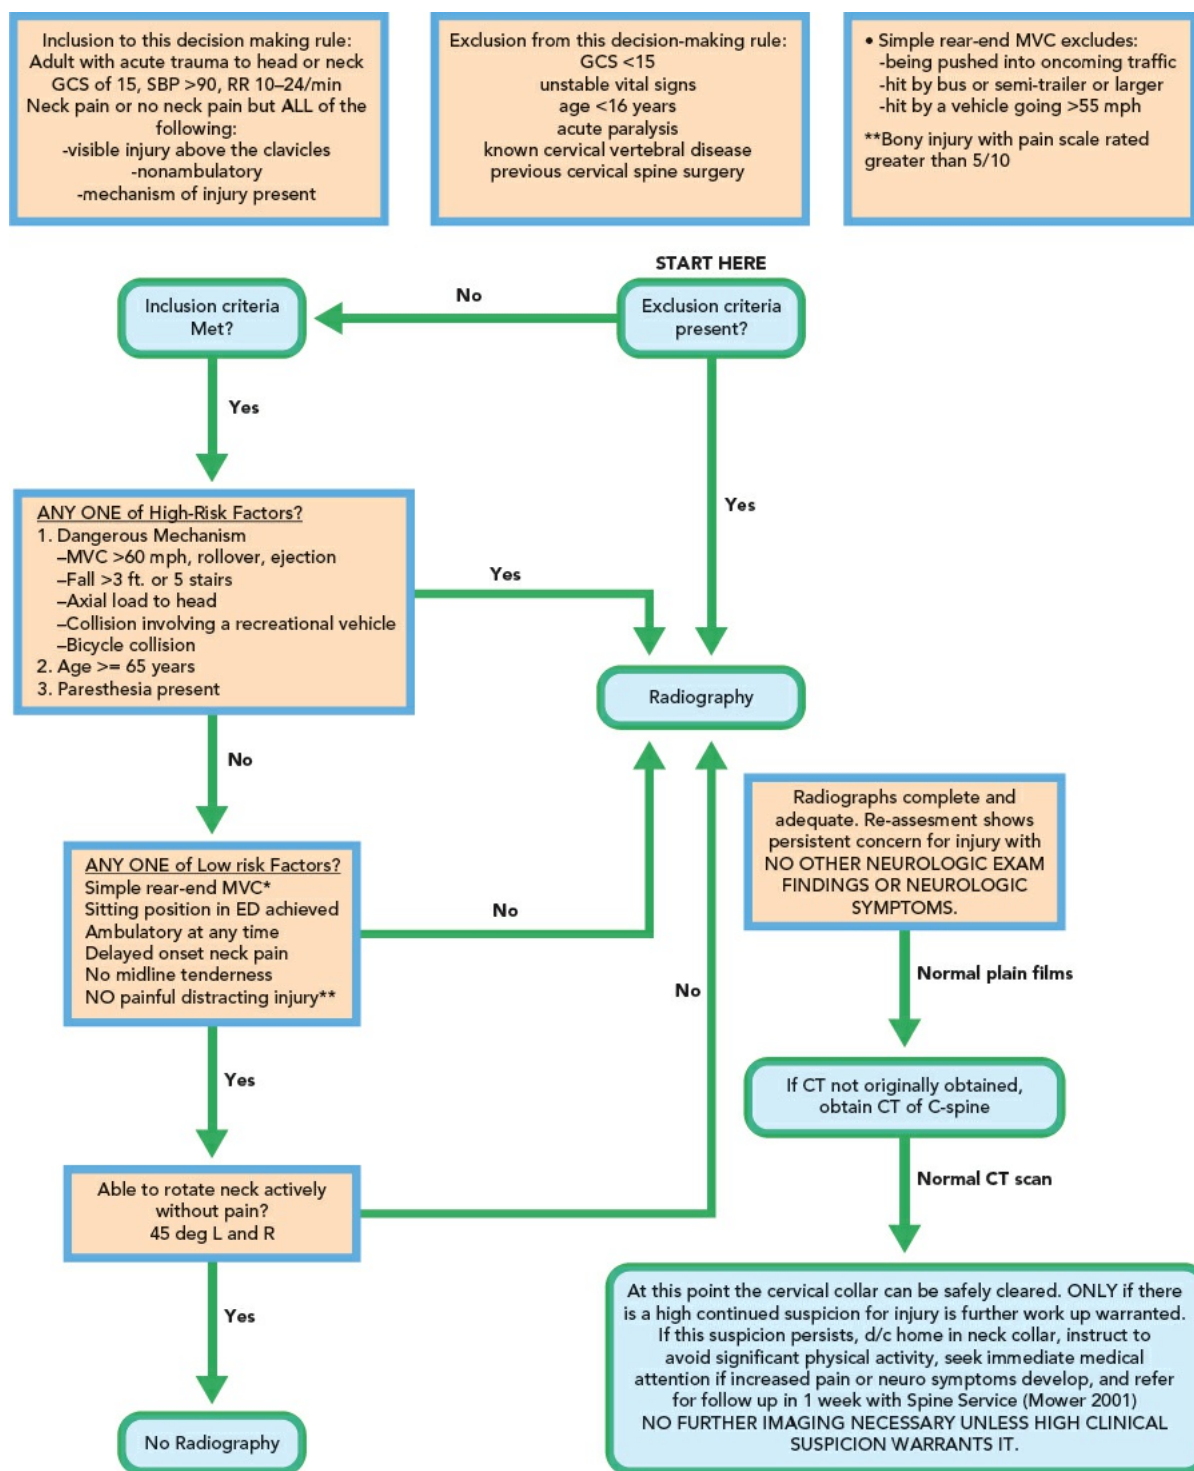 Inclusion to this decision making rule:
Adult with acute trauma to head or neck
GCS of 15, SBP >90, RR 10–24/min
Neck pain or no neck pain but ALL of the
following:
-visible injury above the clavicles
-nonambulatory
-mechanism of injury present
Exclusion from this decision-making rule:
GCS <15
unstable vital signs
age <16 years
acute paralysis
known cervical vertebral disease
previous cervical spine surgery
• Simple rear-end MVC excludes:
-being pushed into oncoming traffic
-hit by bus or semi-trailer or larger
-hit by a vehicle going >55 mph
**Bony injury with pain scale rated
greater than 5/10
START HERE
Exclusion criteria
present?
No
Inclusion criteria
Met?
Yes
Yes
ANY ONE of High-Risk Factors?
1. Dangerous Mechanism
–MVC >60 mph, rollover, ejection
–Fall >3 ft. or 5 stairs
–Axial load to head
–Collision involving a recreational vehicle
–Bicycle collision
2. Age >= 65 years
3. Paresthesia present
Yes
Radiography
No
ANY ONE of Low risk Factors?
Simple rear-end MVC*
Sitting position in ED achieved
Ambulatory at any time
Delayed onset neck pain
No midline tenderness
NO painful distracting injury**
No
No
Yes
Able to rotate neck actively
without pain?
45 deg L and R
Yes
No Radiography
Radiographs complete and
adequate. Re-assesment shows
persistent concern for injury with
NO OTHER NEUROLOGIC EXAM
FINDINGS OR NEUROLOGIC
SYMPTOMS.
Normal plain films
If CT not originally obtained,
obtain CT of C-spine
Normal CT scan
At this point the cervical collar can be safely cleared. ONLY if there
is a high continued suspicion for injury is further work up warranted.
If this suspicion persists, d/c home in neck collar, instruct to
avoid significant physical activity, seek immediate medical
attention if increased pain or neuro symptoms develop, and refer
for follow up in 1 week with Spine Service (Mower 2001)
NO FURTHER IMAGING NECESSARY UNLESS HIGH CLINICAL
SUSPICION WARRANTS IT.